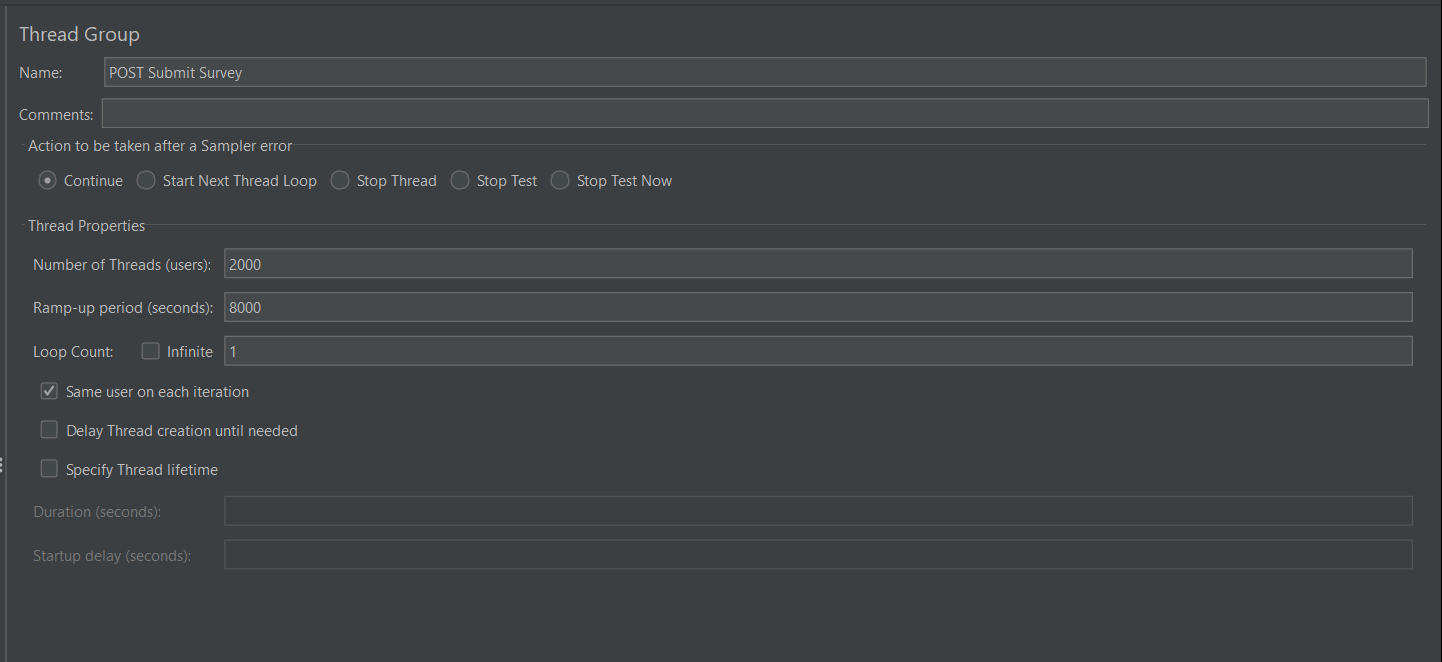 Thread Group
Name: POST Submit Survey
Comments:
Action to be taken after a Sampler error
Continue Start Next Thread Loop Stop Thread Stop Test Stop Test Now
Thread Properties
Number of Threads (users): 2000
Ramp-up period (seconds): 8000
Loop Count: Infinite 1
Same user on each iteration
Delay Thread creation until needed
Specify Thread lifetime
Duration (seconds):
Startup delay (seconds):